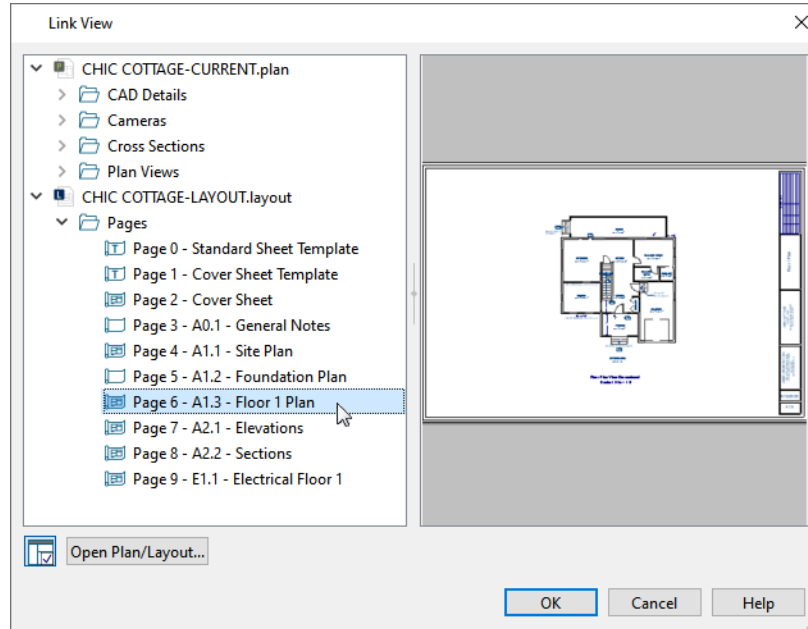 Link View
CHIC COTTAGE-CURRENT.plan
CAD Details
Cameras
Cross Sections
Plan Views
CHIC COTTAGE-LAYOUT.layout
Pages
Page 0 - Standard Sheet Template
Page 1 - Cover Sheet Template
Page 2 - Cover Sheet
Page 3 - A0.1 - General Notes
Page 4 - A1.1 - Site Plan
Page 5 - A1.2 - Foundation Plan
Page 6 - A1.3 - Floor 1 Plan
Page 7 - A2.1 - Elevations
Page 8 - A2.2 - Sections
Page 9 - E1.1 - Electrical Floor 1
Open Plan/Layout...
OK Cancel Help